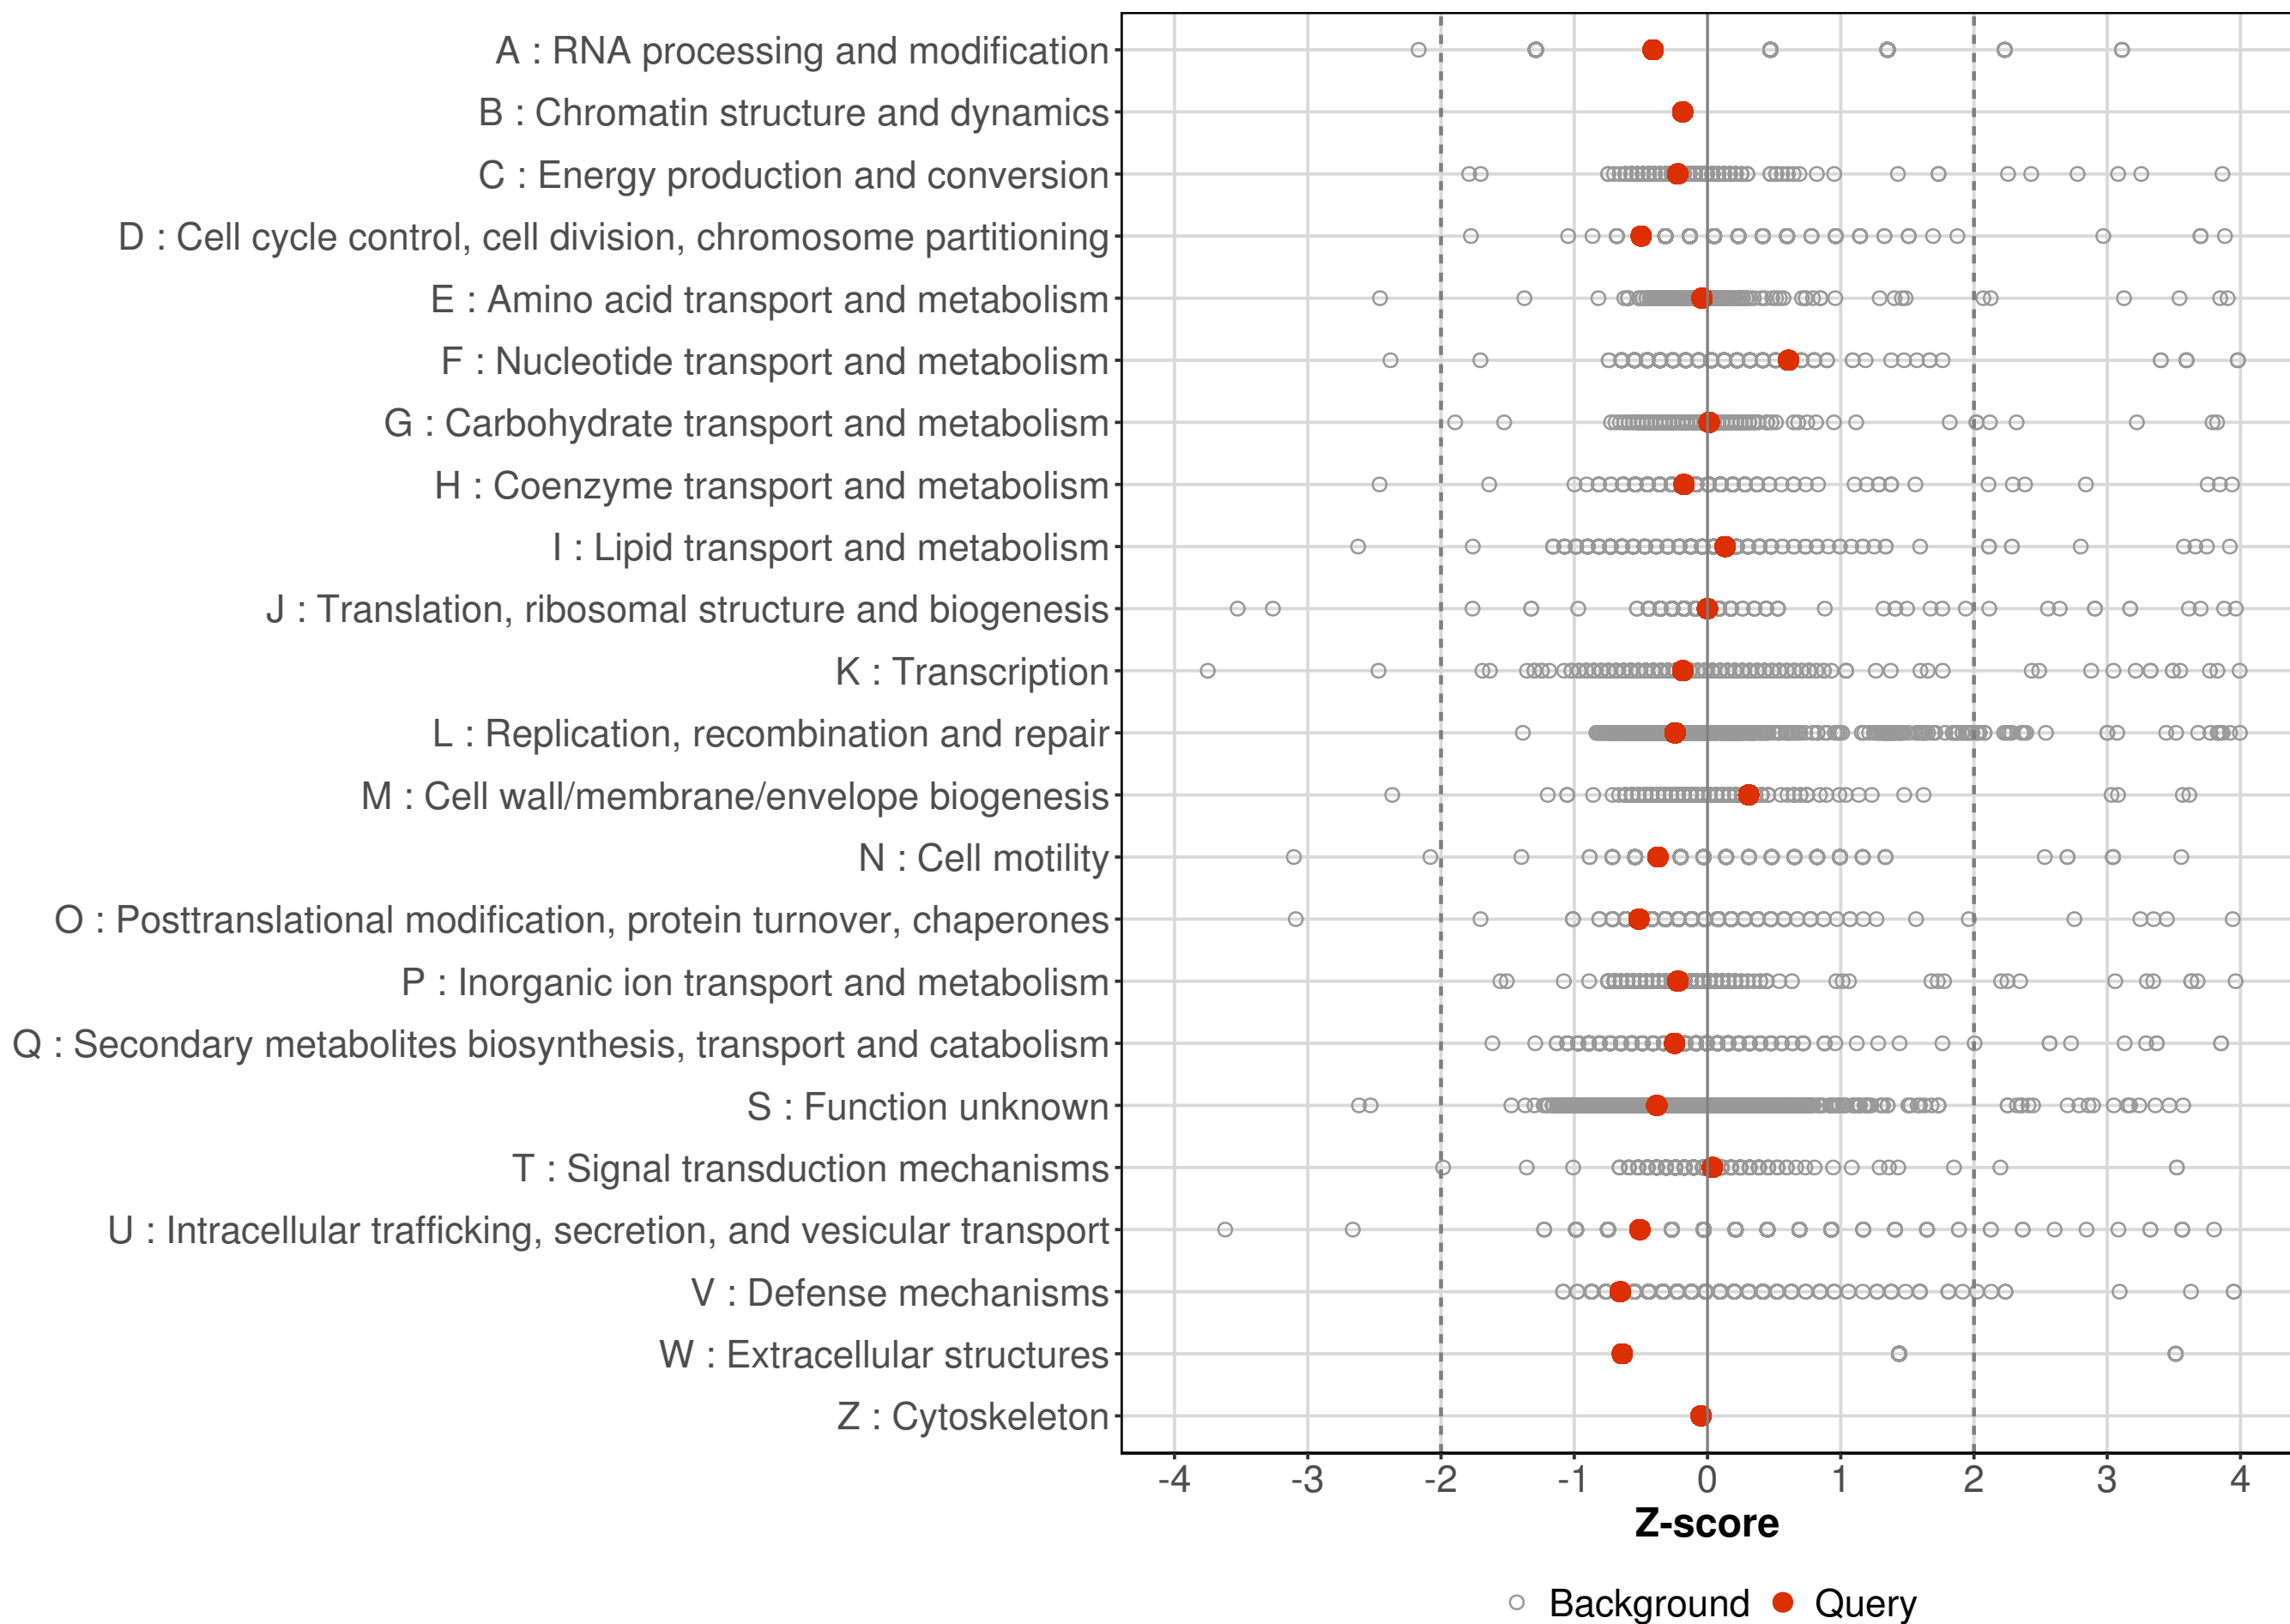 A : RNA processing and modification
B : Chromatin structure and dynamics
C : Energy production and conversion
D : Cell cycle control, cell division, chromosome partitioning
E : Amino acid transport and metabolism
F : Nucleotide transport and metabolism
G : Carbohydrate transport and metabolism
H : Coenzyme transport and metabolism
I : Lipid transport and metabolism
J : Translation, ribosomal structure and biogenesis
K : Transcription
L : Replication, recombination and repair
M : Cell wall/membrane/envelope biogenesis
N : Cell motility
O : Posttranslational modification, protein turnover, chaperones
P : Inorganic ion transport and metabolism
Q : Secondary metabolites biosynthesis, transport and catabolism
S : Function unknown
T : Signal transduction mechanisms
U : Intracellular trafficking, secretion, and vesicular transport
V : Defense mechanisms
W : Extracellular structures
Z : Cytoskeleton
-4 -3 -2 -1 0 1 2 3 4
Z-score
Background Query